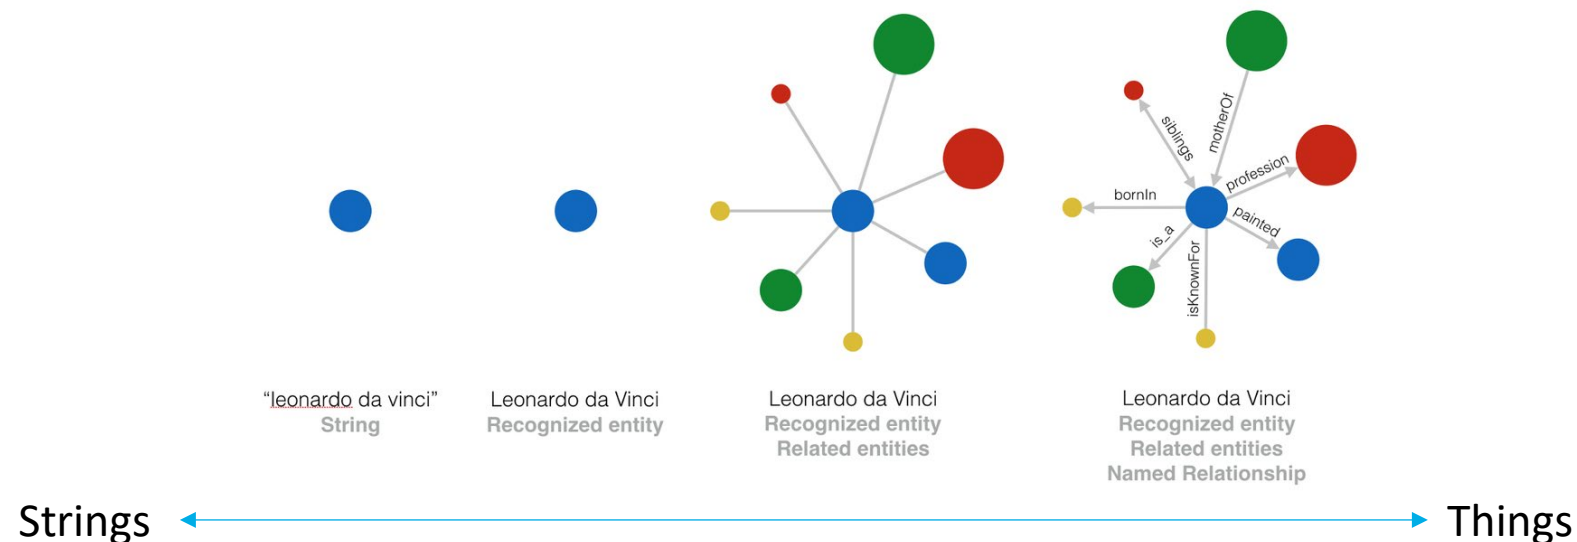 siblings
motherOf
profession
bornIn
painted
is_a
isKnownFor
“leonardo da vinci”
String
Leonardo da Vinci
Recognized entity
Leonardo da Vinci
Recognized entity
Related entities
Leonardo da Vinci
Recognized entity
Related entities
Named Relationship
Strings
Things